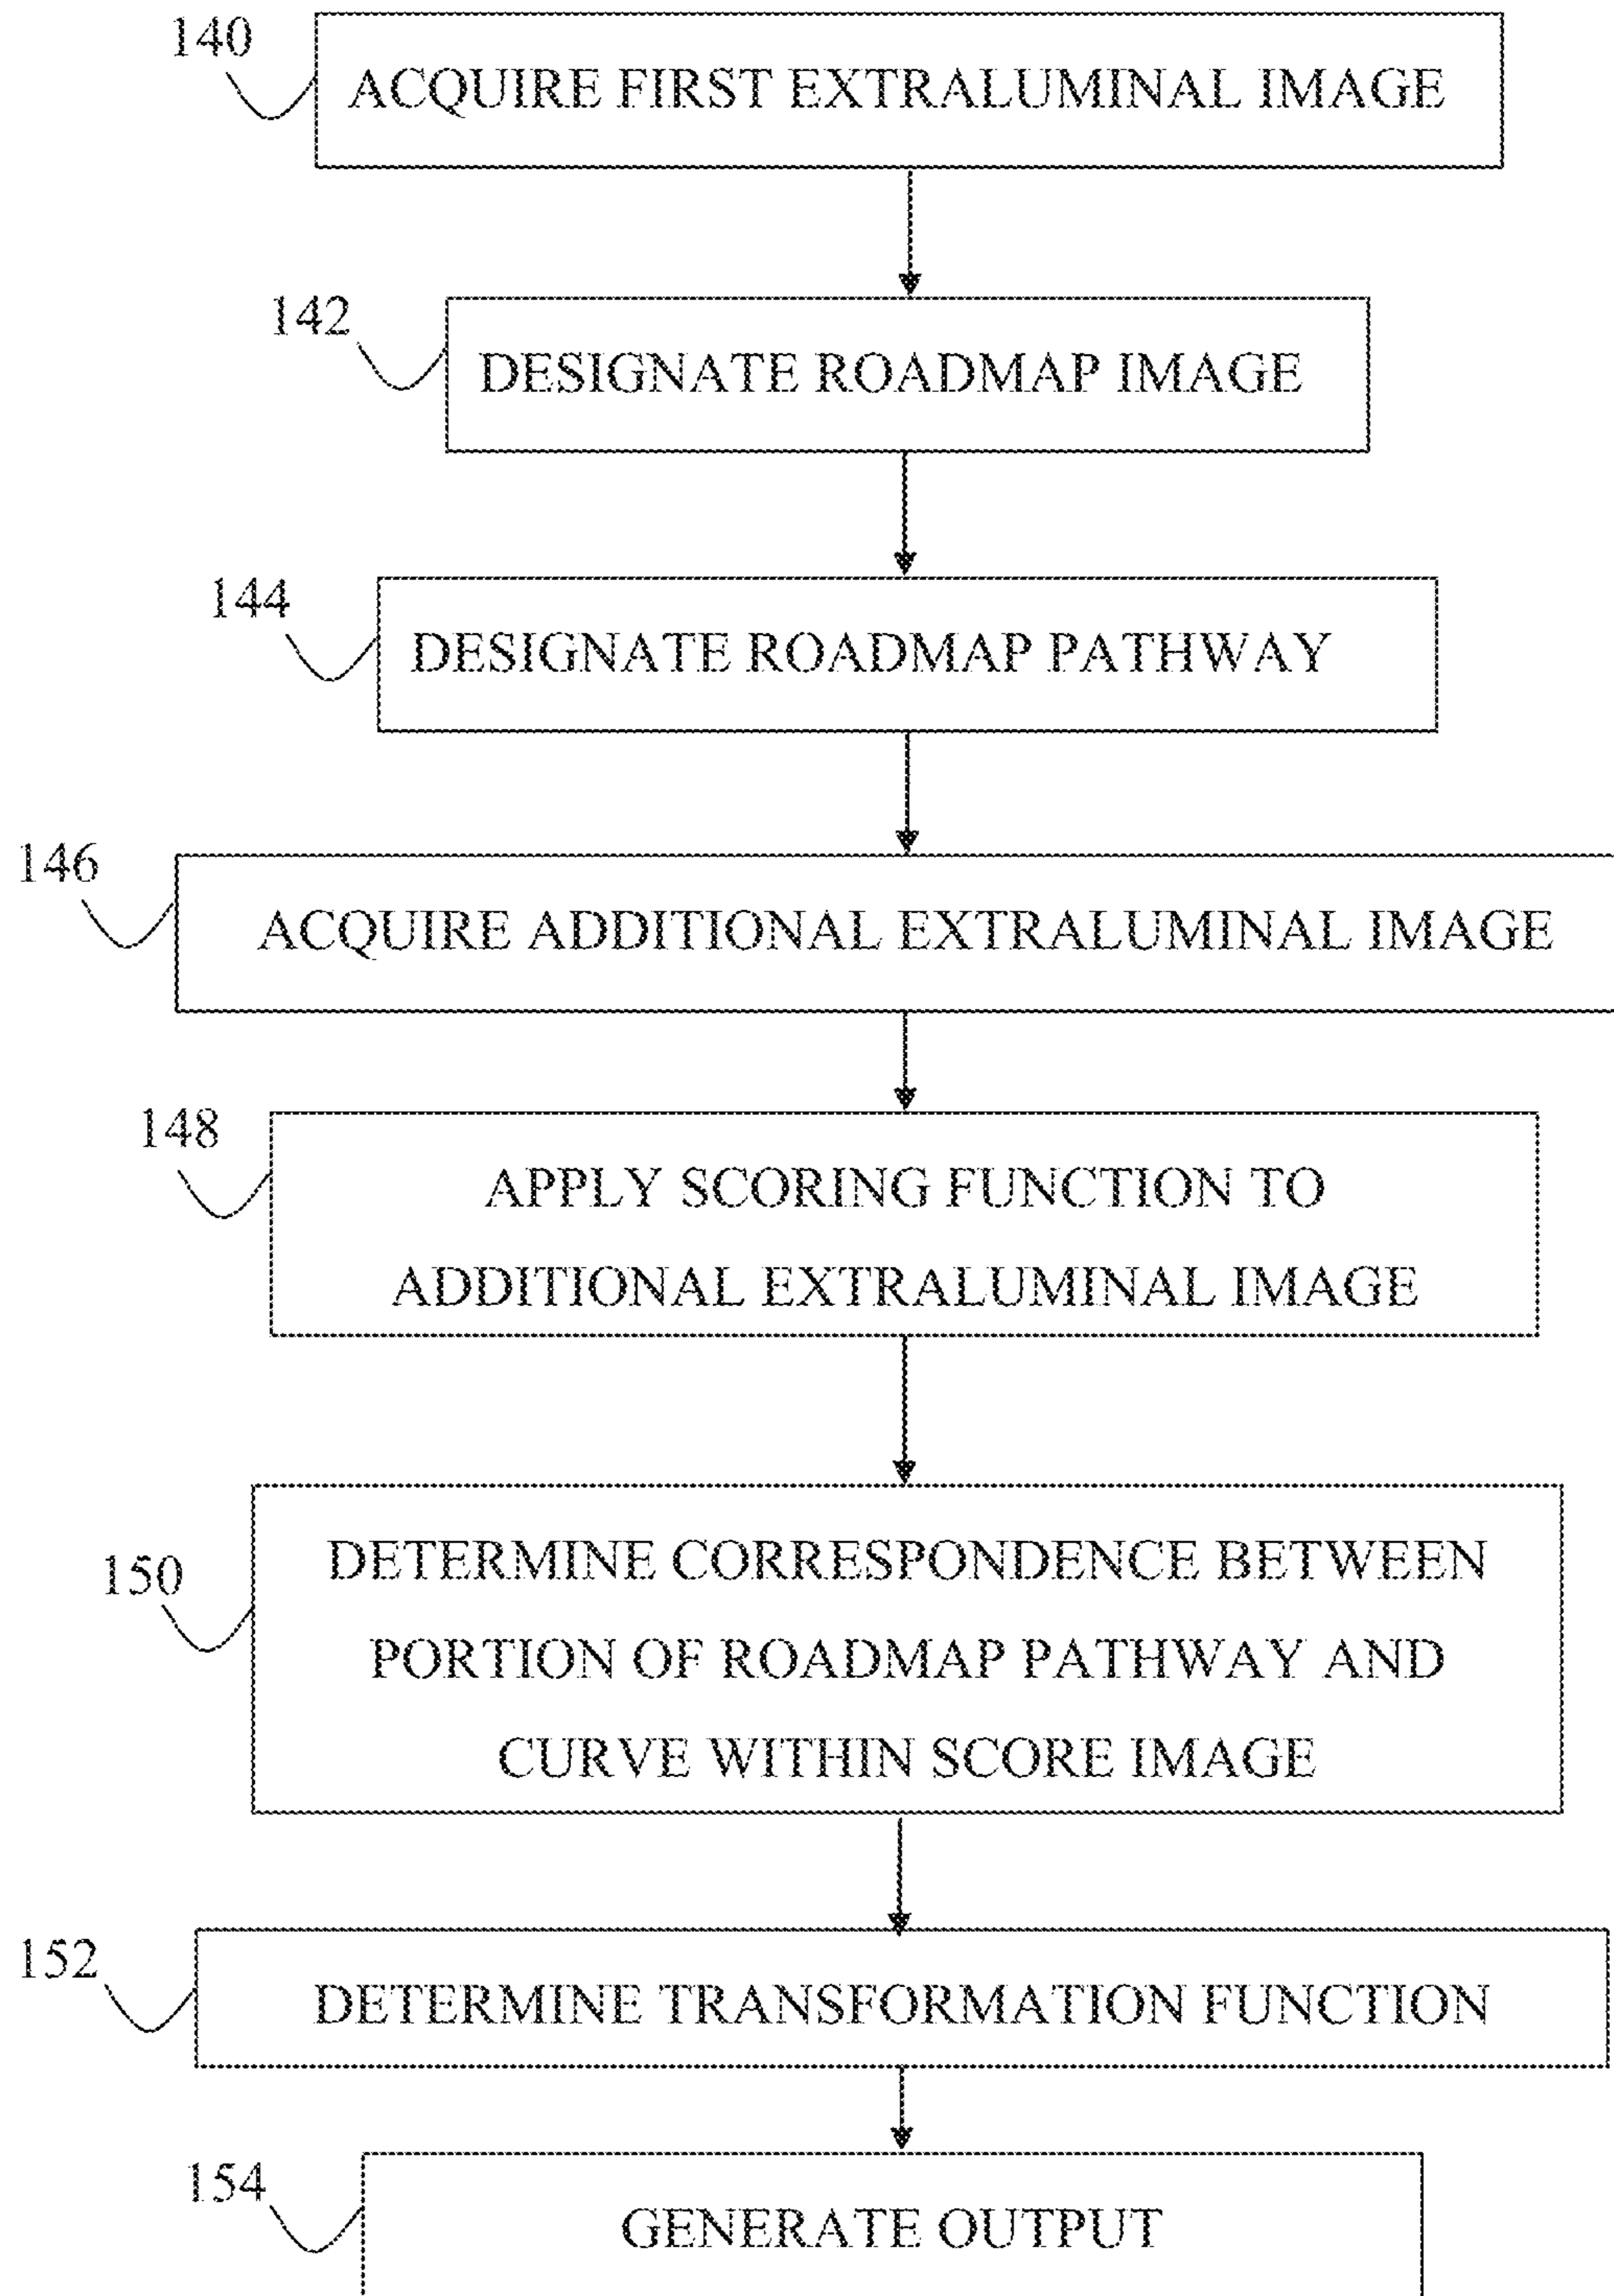 140
ACQUIRE FIRST EXTRALUMINAL IMAGE
142
DESIGNATE ROADMAP IMAGE
144
DESIGNATE ROADMAP PATHWAY
146
ACQUIRE ADDITIONAL EXTRALUMINAL IMAGE
148
APPLY SCORING FUNCTION TO
ADDITIONAL EXTRALUMINAL IMAGE
150
DETERMINE CORRESPONDENCE BETWEEN
PORTION OF ROADMAP PATHWAY AND
CURVE WITHIN SCORE IMAGE
152
DETERMINE TRANSFORMATION FUNCTION
154
GENERATE OUTPUT